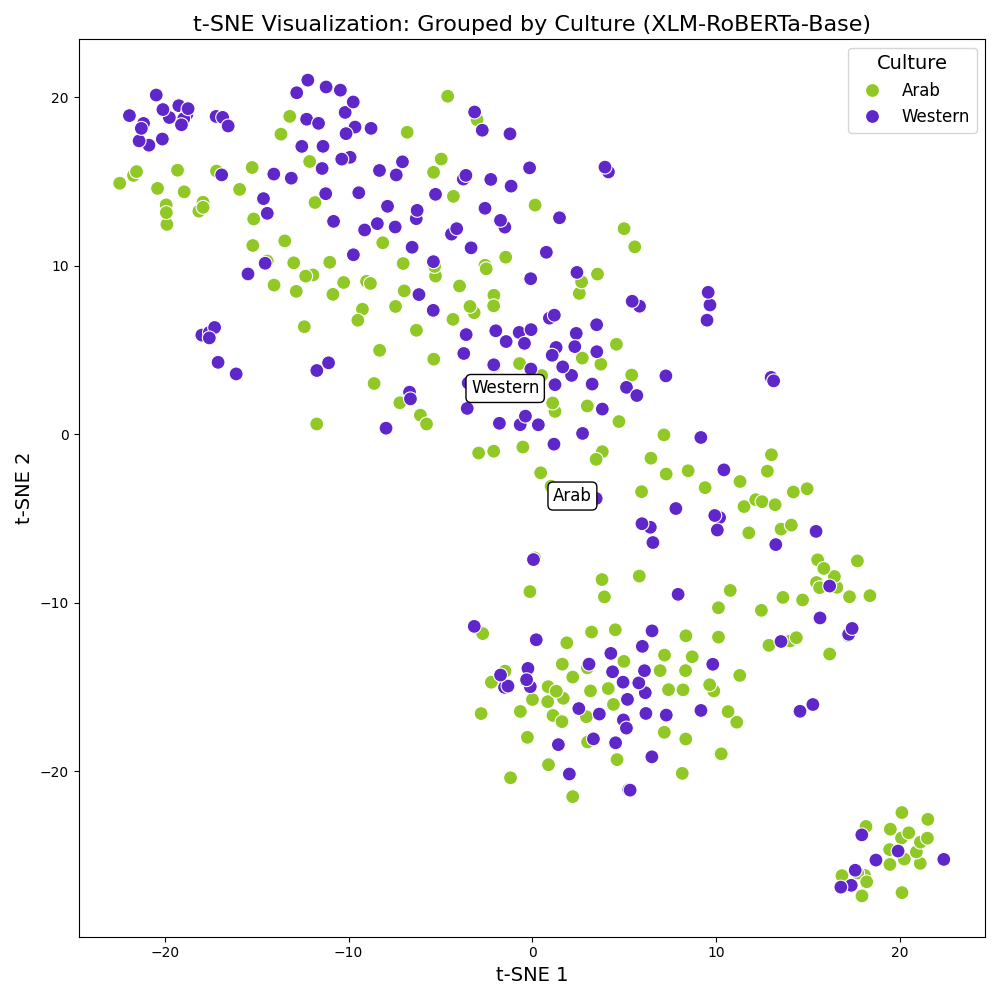 t-SNE Visualization: Grouped by Culture (XLM-RoBERTa-Base)
Culture
Arab
Western
20
10
0
−10
−20
t-SNE 2
Western
Arab
−20
−10
0
10
20
t-SNE 1